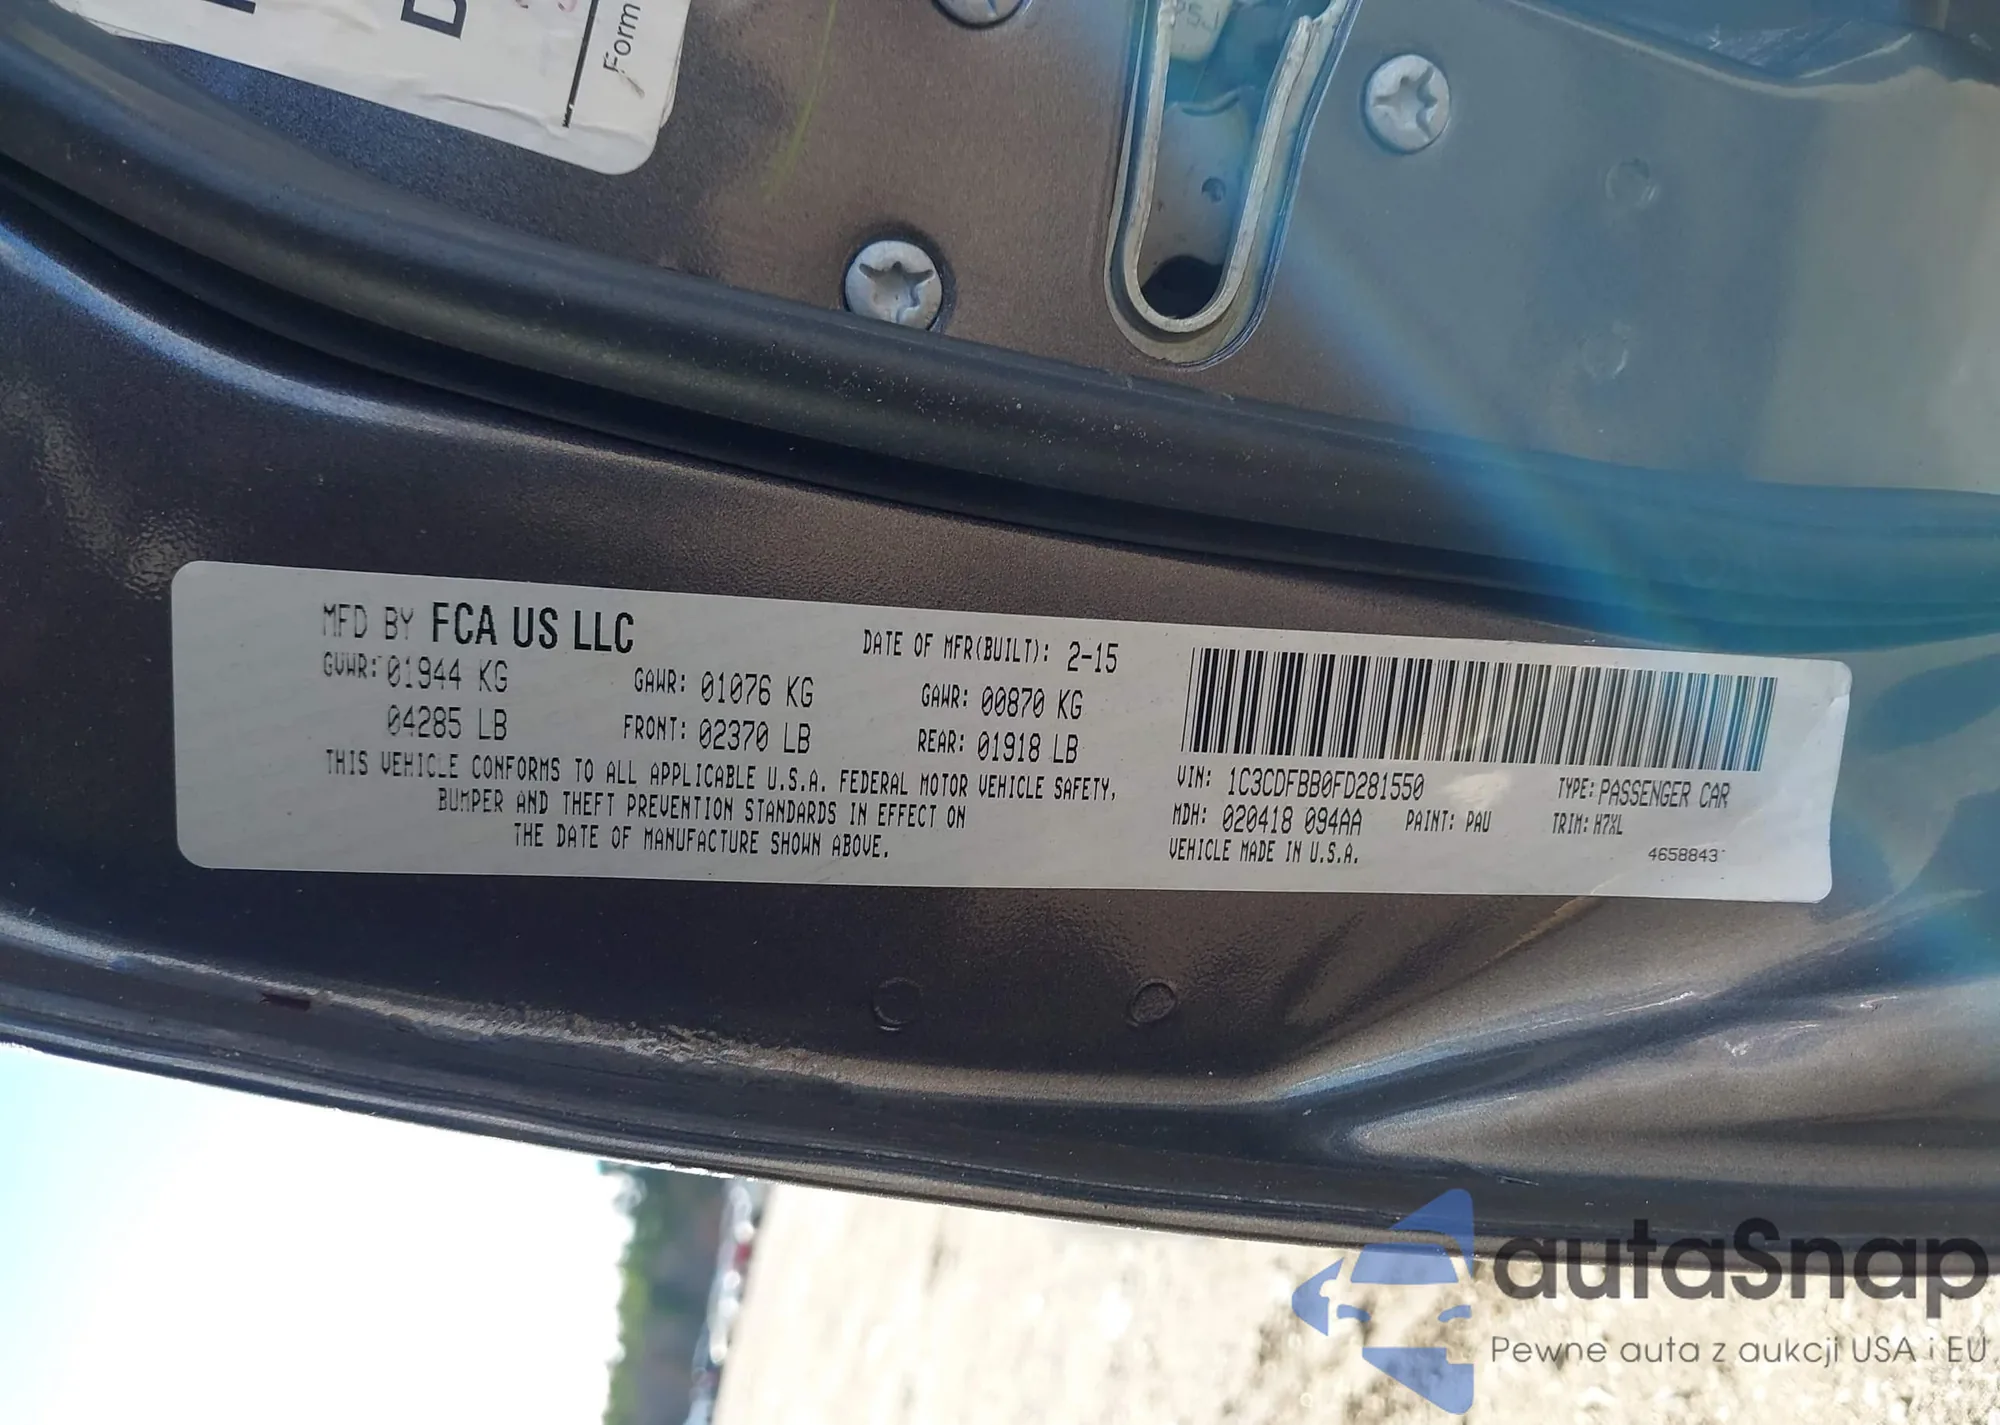 Form
MFD BY FCA US LLC
DATE OF MFR(BUILT): 2-15
GVWR: 01944 KG
04285 LB
GAWR: 01076 KG
FRONT: 02370 LB
GAWR: 00870 KG
REAR: 01918 LB
THIS VEHICLE CONFORMS TO ALL APPLICABLE U.S.A. FEDERAL MOTOR VEHICLE SAFETY,
BUMPER AND THEFT PREVENTION STANDARDS IN EFFECT ON
THE DATE OF MANUFACTURE SHOWN ABOVE.
VIN: 1C3CDFBB0FD281550
TYPE: PASSENGER CAR
MDH: 020418 094AA
PAINT: PAU
TRIM: H7XL
VEHICLE MADE IN U.S.A.
4658843
autoSnap
Pewne auta z aukcji USA i EU